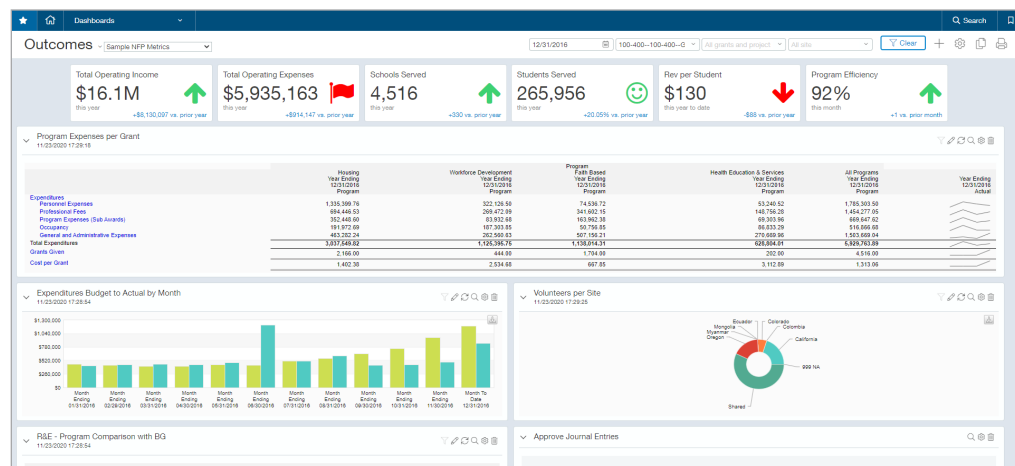 Dashboards
Search
Outcomes - Sample NFP Metrics
12/31/2016 100-400--100-400--G All grants and project All site Clear
Total Operating Income
$16.1M
this year
+$8,130,097 vs. prior year
Total Operating Expenses
$5,935,163
this year
+$914,147 vs. prior year
Schools Served
4,516
this year
+330 vs. prior year
Students Served
265,956
this year
+20.05% vs. prior year
Rev per Student
$130
this year to date
-$88 vs. prior year
Program Efficiency
92%
this month
+1 vs. prior month
Program Expenses per Grant
11/23/2020 17:29:18
Program
Housing Workforce Development Faith Based Health Education & Services All Programs
Year Ending Year Ending Year Ending Year Ending Year Ending Year Ending
12/31/2016 12/31/2016 12/31/2016 12/31/2016 12/31/2016 12/31/2016
Program Program Program Program Program Actual
Expenditures
Personnel Expenses 1,335,399.76 322,126.50 74,536.72 53,240.52 1,785,303.50
Professional Fees 694,446.53 269,472.09 341,602.15 148,756.28 1,454,277.05
Program Expenses (Sub Awards) 352,448.60 83,932.68 163,962.38 69,303.96 669,647.62
Occupancy 191,972.69 187,303.85 50,756.85 86,833.29 516,866.68
General and Administrative Expenses 463,282.24 262,560.63 507,156.21 270,669.96 1,503,669.04
Total Expenditures 3,037,549.82 1,125,395.75 1,138,014.31 628,804.01 5,929,763.89
Grants Given 2,166.00 444.00 1,704.00 202.00 4,516.00
Cost per Grant 1,402.38 2,534.68 667.85 3,112.89 1,313.06
Expenditures Budget to Actual by Month
11/23/2020 17:28:54
$1,300,000
$1,040,000
$780,000
$520,000
$260,000
$0
Month Month Month Month Month Month Month Month Month Month Month Month To
Ending Ending Ending Ending Ending Ending Ending Ending Ending Ending Ending Date
01/31/2016 02/29/2016 03/31/2016 04/30/2016 05/31/2016 06/30/2016 07/31/2016 08/31/2016 09/30/2016 10/31/2016 11/30/2016 12/31/2016
Volunteers per Site
11/23/2020 17:29:25
Ecuador Colorado
Mongolia Colombia
Myanmar
Oregon California
999 NA
Shared
R&E - Program Comparison with BG
11/23/2020 17:28:54
Approve Journal Entries